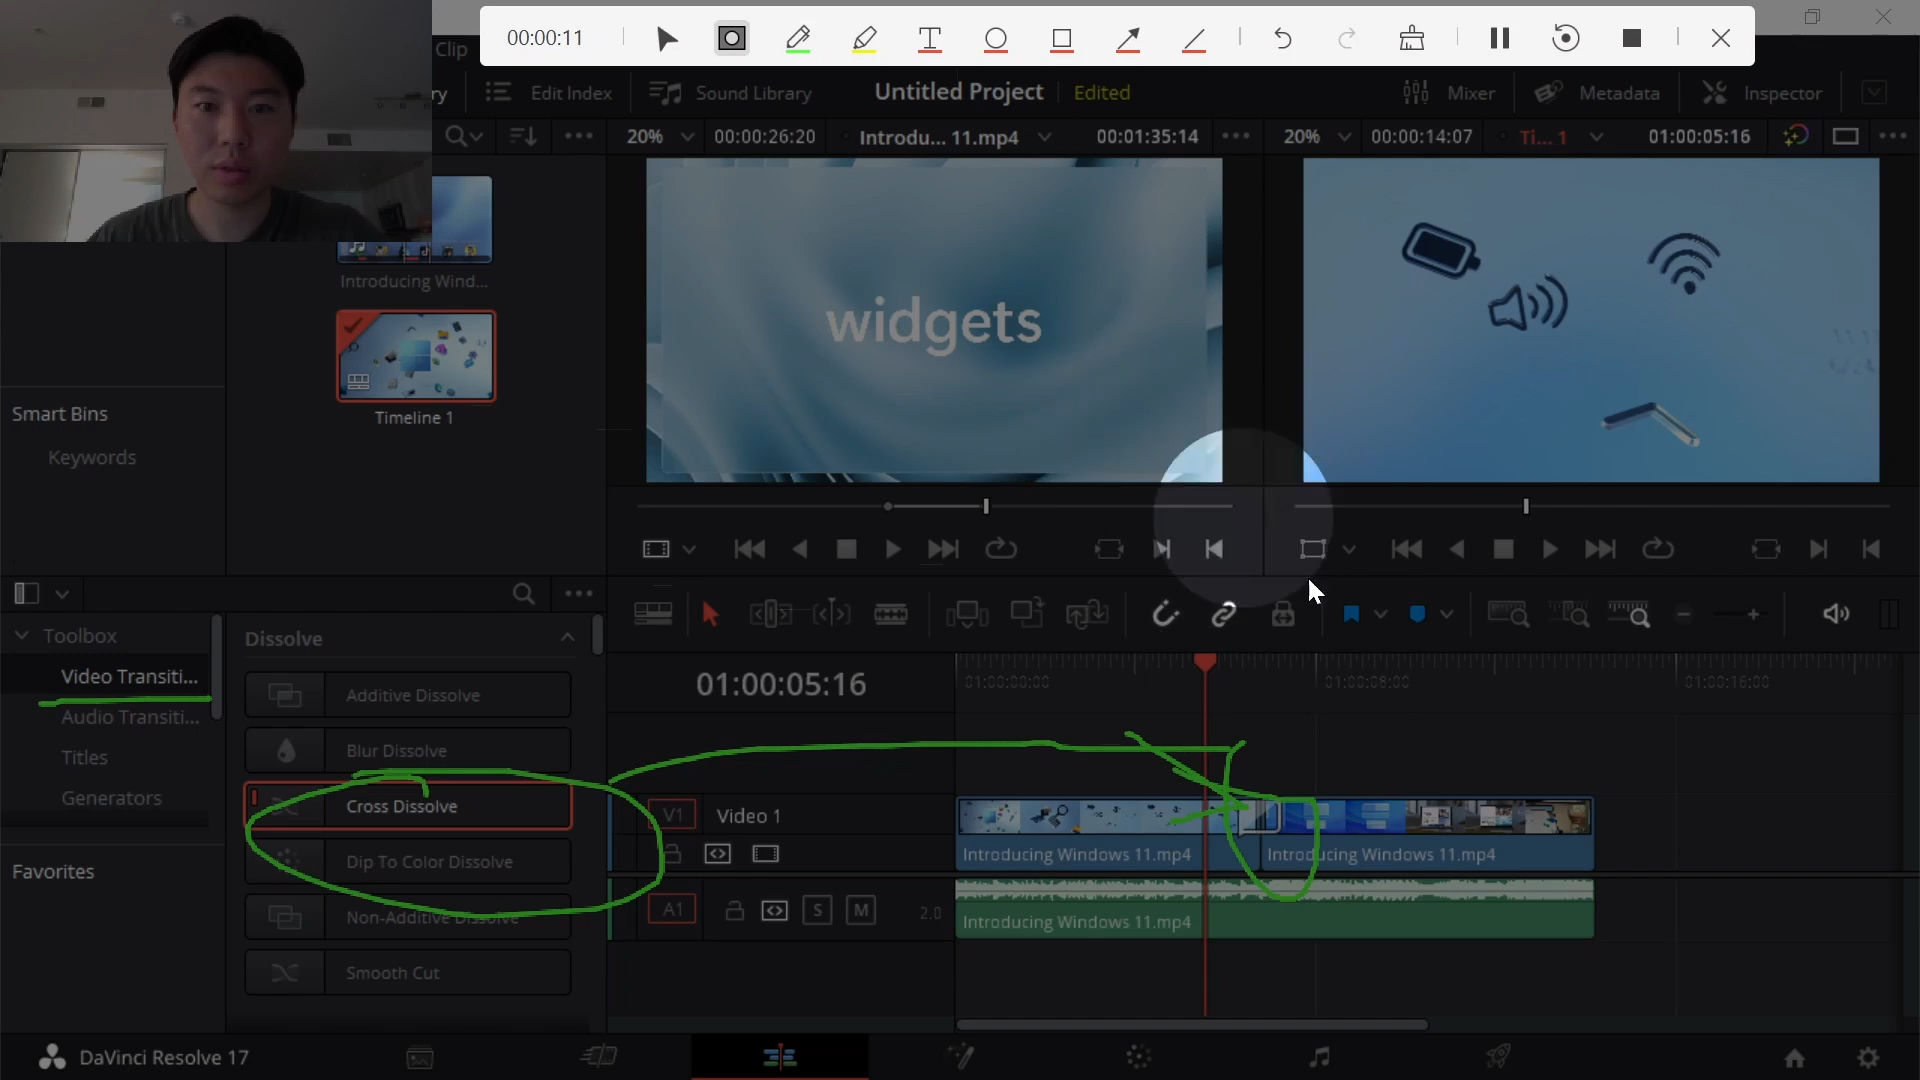 00:00:11
Clip
ry
Edit Index
Sound Library
Untitled Project
Edited
Mixer
Metadata
Inspector
20%
00:00:26:20
Introdu... 11.mp4
00:01:35:14
20%
00:00:14:07
Ti... 1
01:00:05:16
widgets
Introducing Wind...
Timeline 1
Smart Bins
Keywords
Toolbox
Video Transiti...
Audio Transiti...
Titles
Generators
Favorites
Dissolve
Additive Dissolve
Blur Dissolve
Cross Dissolve
Dip To Color Dissolve
Non-Additive Dissolve
Smooth Cut
01:00:05:16
01:00:00:00
01:00:08:00
01:00:16:00
V1
Video 1
Introducing Windows 11.mp4
Introducing Windows 11.mp4
A1
S
M
2.0
Introducing Windows 11.mp4
DaVinci Resolve 17